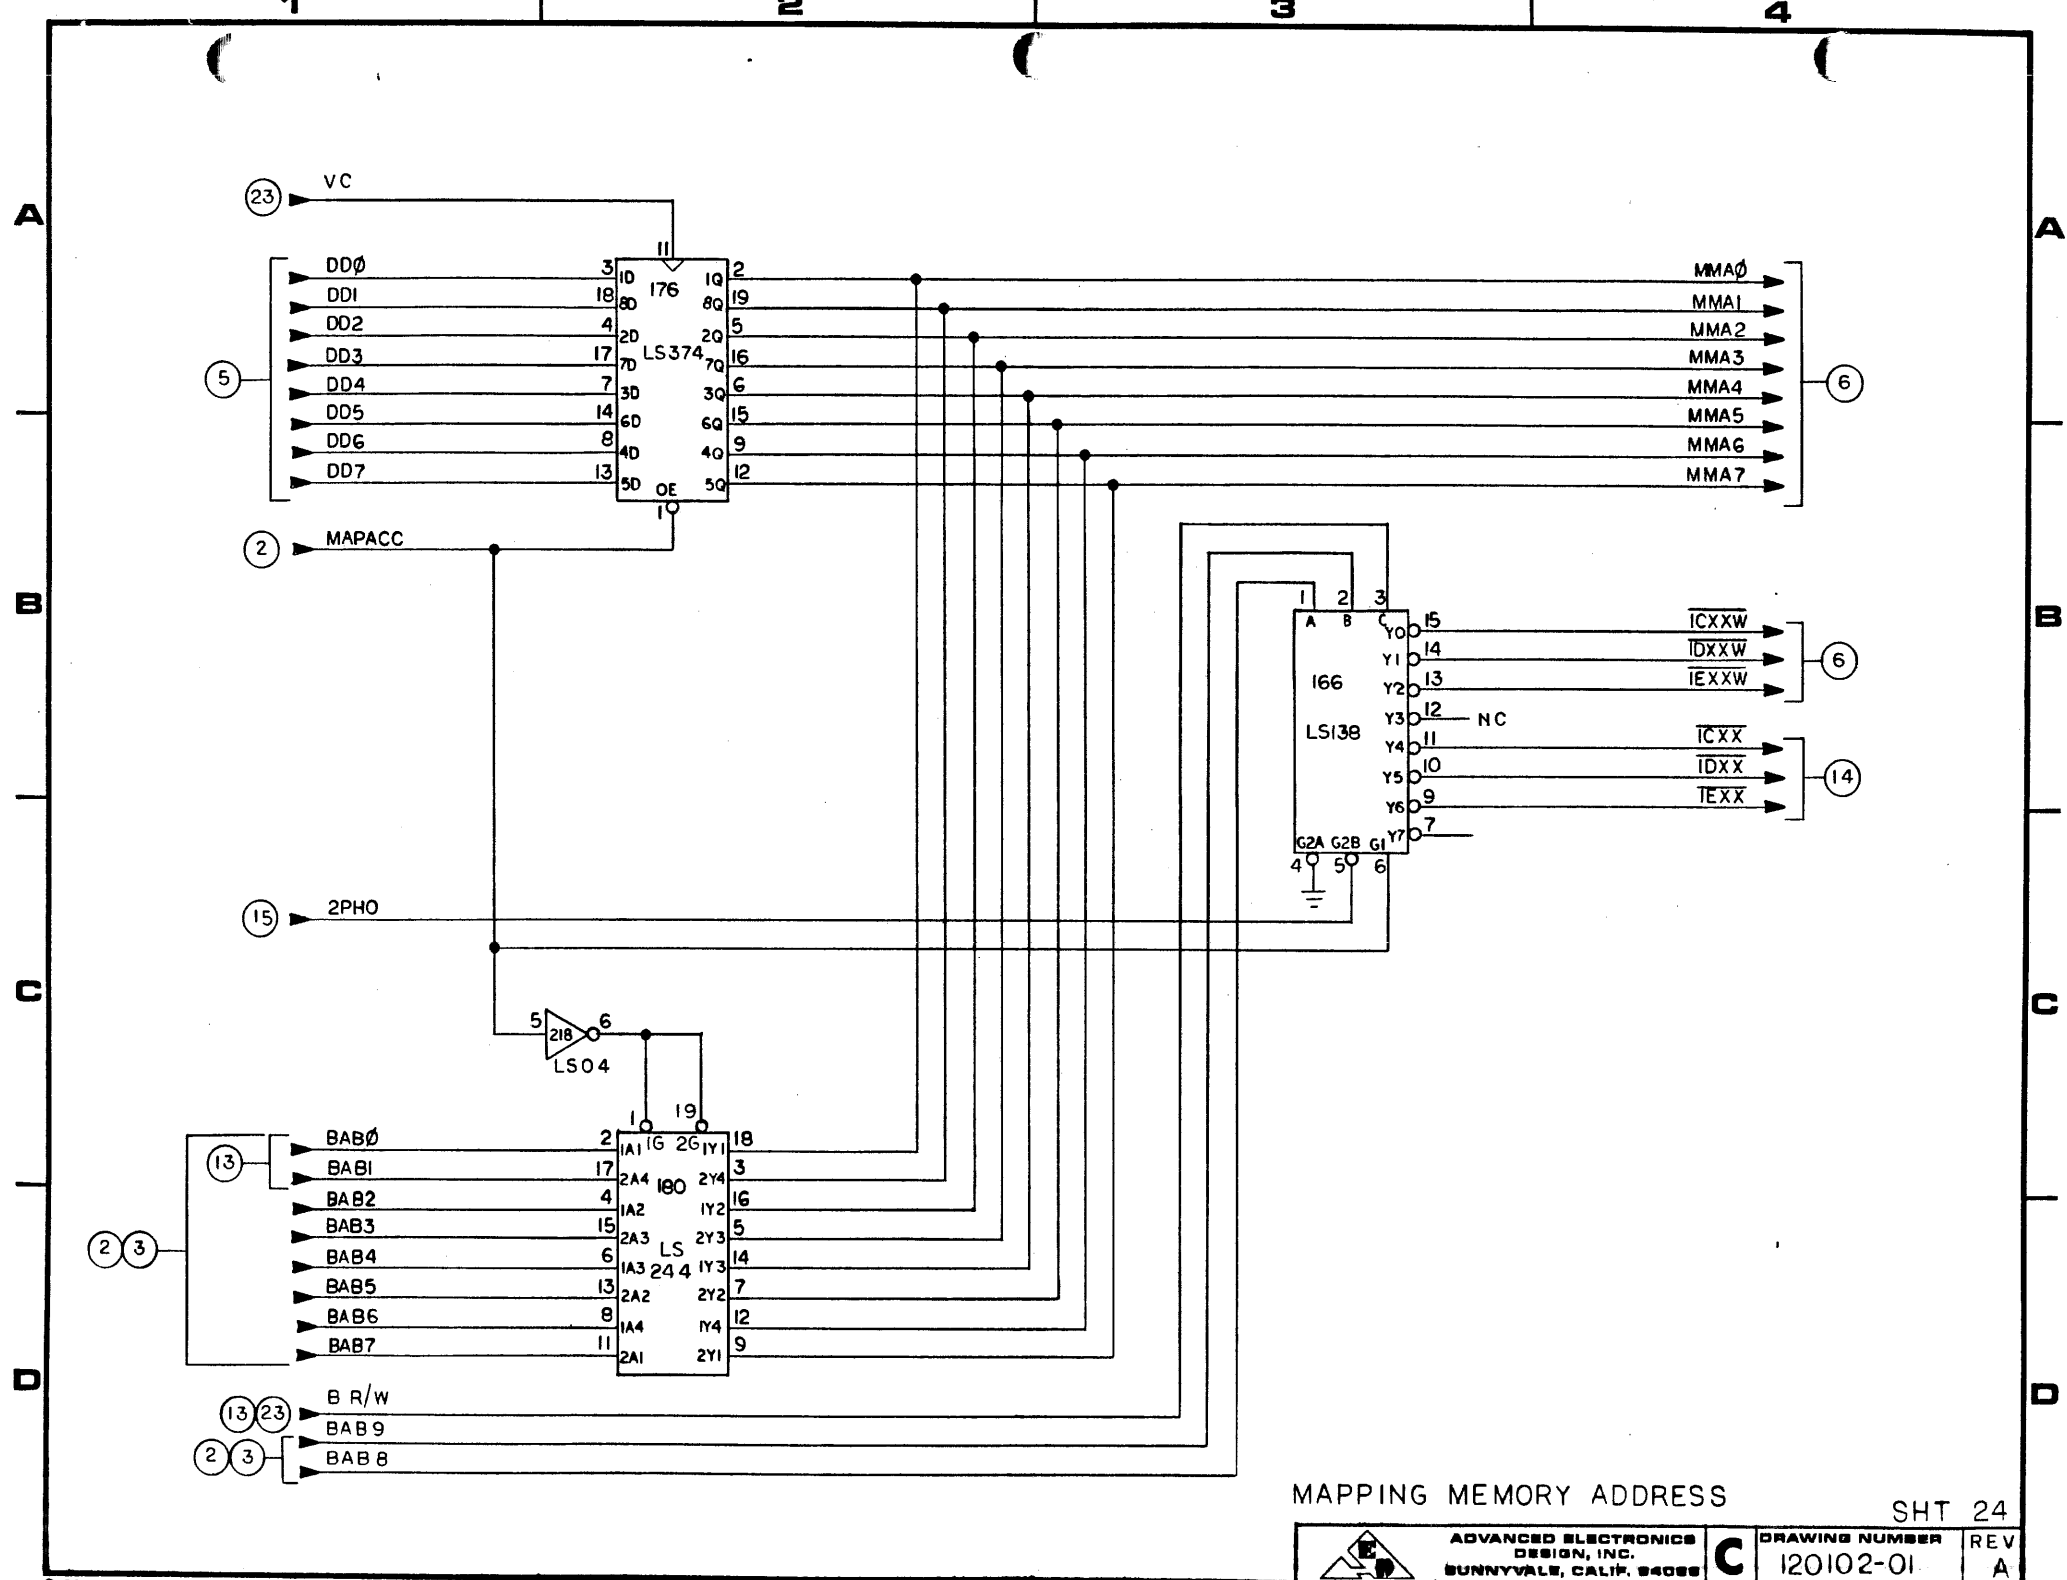 1 2 3 4
A A
B B
C C
D D
23 VC
11
5
DDØ 3 1D 1Q 2 MMAØ
DD1 18 8D 8Q 19 MMA1
DD2 4 2D 2Q 5 MMA2
DD3 17 7D 7Q 16 MMA3
DD4 7 3D 3Q 6 MMA4
DD5 14 6D 6Q 15 MMA5
DD6 8 4D 4Q 9 MMA6
DD7 13 5D 5Q 12 MMA7
6
176
LS374
OE
1
2 MAPACC
1 2 3
A B C
166
LS138
Y0 15 1CXXW
Y1 14 1DXXW
Y2 13 1EXXW
6
Y3 12 NC
Y4 11 1CXX
Y5 10 1DXX
Y6 9 1EXX
14
Y7 7
G2A G2B G1
4 5 6
15 2PHO
5 218 6
LS04
1 19
1G 2G
13
2 3
BABØ 2 1A1 1Y1 18
BAB1 17 2A4 2Y4 3
BAB2 4 1A2 1Y2 16
BAB3 15 2A3 2Y3 5
BAB4 6 1A3 1Y3 14
BAB5 13 2A2 2Y2 7
BAB6 8 1A4 1Y4 12
BAB7 11 2A1 2Y1 9
180
LS
244
13 23 B R/W
2 3 BAB9
BAB8
MAPPING MEMORY ADDRESS
SHT 24
ADVANCED ELECTRONICS
DESIGN, INC.
SUNNYVALE, CALIF. 94086
C
DRAWING NUMBER
120102-01
REV
A